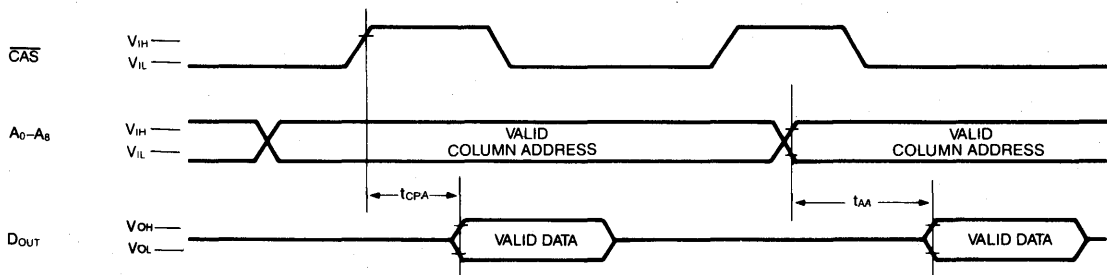 CAS
VIH
VIL
A0–A8
VIH
VIL
VALID
COLUMN ADDRESS
VALID
COLUMN ADDRESS
tCPA
tAA
DOUT
VOH
VOL
VALID DATA
VALID DATA